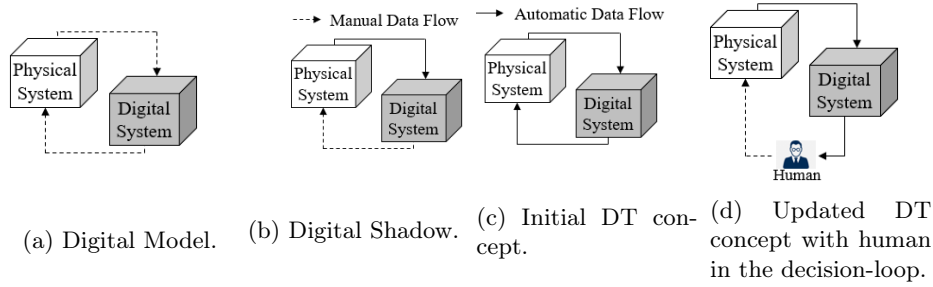 Manual Data Flow
Automatic Data Flow
Physical
System
Digital
System
Physical
System
Digital
System
Physical
System
Digital
System
Physical
System
Digital
System
Human
(a) Digital Model.
(b) Digital Shadow.
(c) Initial DT con-
cept.
(d) Updated DT
concept with human
in the decision-loop.